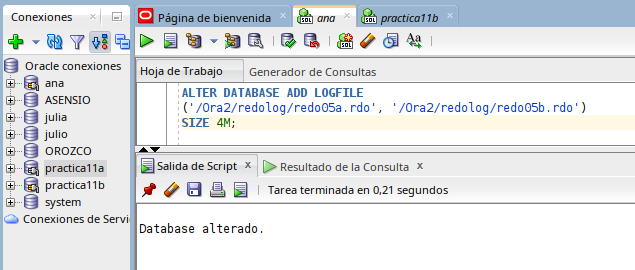 Conexiones
Página de bienvenida
ana
practica11b
Oracle conexiones
ana
ASENSIO
julia
julio
OROZCO
practica11a
practica11b
system
Conexiones de Servi
Hoja de Trabajo
Generador de Consultas
ALTER DATABASE ADD LOGFILE
('/Ora2/redolog/redo05a.rdo', '/Ora2/redolog/redo05b.rdo')
SIZE 4M;
Salida de Script
Resultado de la Consulta
Tarea terminada en 0,21 segundos
Database alterado.